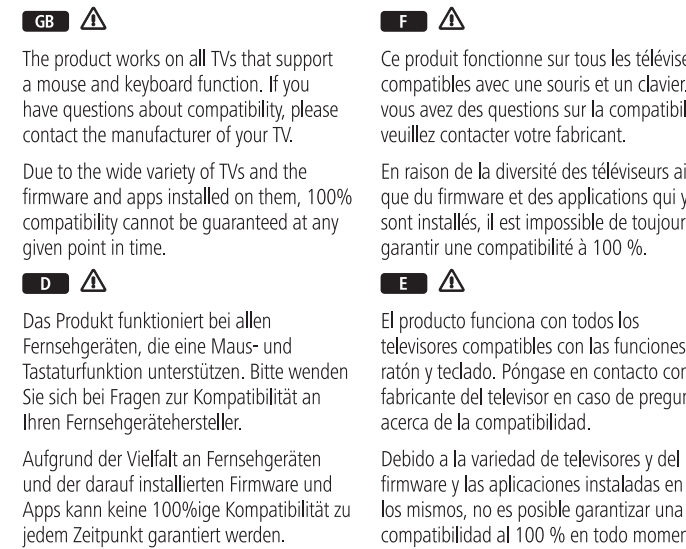 GB
The product works on all TVs that support
a mouse and keyboard function. If you
have questions about compatibility, please
contact the manufacturer of your TV.
Due to the wide variety of TVs and the
firmware and apps installed on them, 100%
compatibility cannot be guaranteed at any
given point in time.
D
Das Produkt funktioniert bei allen
Fernsehgeräten, die eine Maus- und
Tastaturfunktion unterstützen. Bitte wenden
Sie sich bei Fragen zur Kompatibilität an
Ihren Fernsehgerätehersteller.
Aufgrund der Vielfalt an Fernsehgeräten
und der darauf installierten Firmware und
Apps kann keine 100%ige Kompatibilität zu
jedem Zeitpunkt garantiert werden.
F
Ce produit fonctionne sur tous les
compatibles avec une souris et un clavier.
vous avez des questions sur la
veuillez contacter votre fabricant.
En raison de la diversité des téléviseurs
que du firmware et des applications qui y
sont installés, il est impossible de
garantir une compatibilité à 100 %.
E
El producto funciona con todos los
televisores compatibles con las funciones
ratón y teclado. Póngase en contacto
fabricante del televisor en caso de
acerca de la compatibilidad.
Debido a la variedad de televisores y del
firmware y las aplicaciones instaladas en
los mismos, no es posible garantizar una
compatibilidad al 100 % en todo